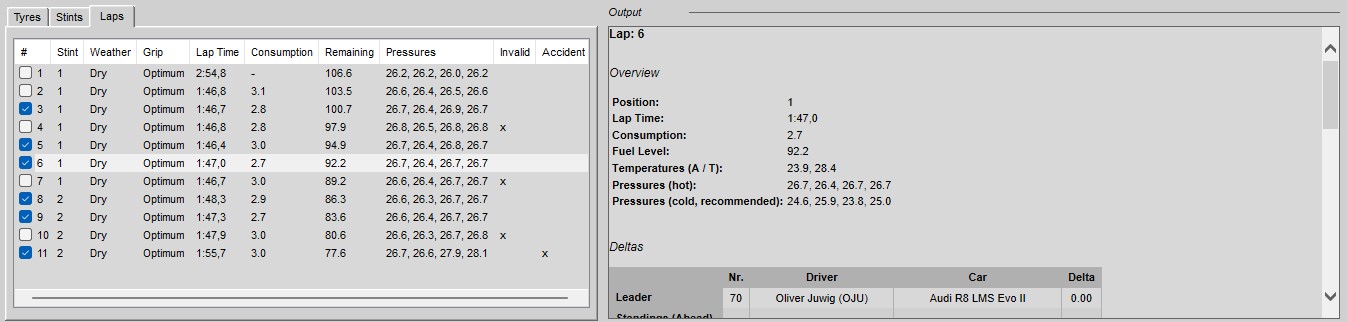 Tyres Stints Laps
# Stint Weather Grip Lap Time Consumption Remaining Pressures Invalid Accident
1 1 Dry Optimum 2:54,8 - 106.6 26.2, 26.2, 26.0, 26.2
2 1 Dry Optimum 1:46,8 3.1 103.5 26.6, 26.4, 26.5, 26.6
3 1 Dry Optimum 1:46,7 2.8 100.7 26.7, 26.4, 26.9, 26.7
4 1 Dry Optimum 1:46,8 2.8 97.9 26.8, 26.5, 26.8, 26.8 x
5 1 Dry Optimum 1:46,4 3.0 94.9 26.7, 26.4, 26.8, 26.7
6 1 Dry Optimum 1:47,0 2.7 92.2 26.7, 26.4, 26.7, 26.7
7 1 Dry Optimum 1:46,7 3.0 89.2 26.6, 26.4, 26.7, 26.7 x
8 2 Dry Optimum 1:48,3 2.9 86.3 26.6, 26.3, 26.7, 26.7
9 2 Dry Optimum 1:47,3 2.7 83.6 26.6, 26.4, 26.7, 26.7
10 2 Dry Optimum 1:47,9 3.0 80.6 26.6, 26.3, 26.7, 26.8 x
11 2 Dry Optimum 1:55,7 3.0 77.6 26.7, 26.6, 27.9, 28.1 x
Output
Lap: 6
Overview
Position: 1
Lap Time: 1:47,0
Consumption: 2.7
Fuel Level: 92.2
Temperatures (A / T): 23.9, 28.4
Pressures (hot): 26.7, 26.4, 26.7, 26.7
Pressures (cold, recommended): 24.6, 25.9, 23.8, 25.0
Deltas
Nr. Driver Car Delta
Leader 70 Oliver Juwig (OJU) Audi R8 LMS Evo II 0.00
Standings (Ahead)